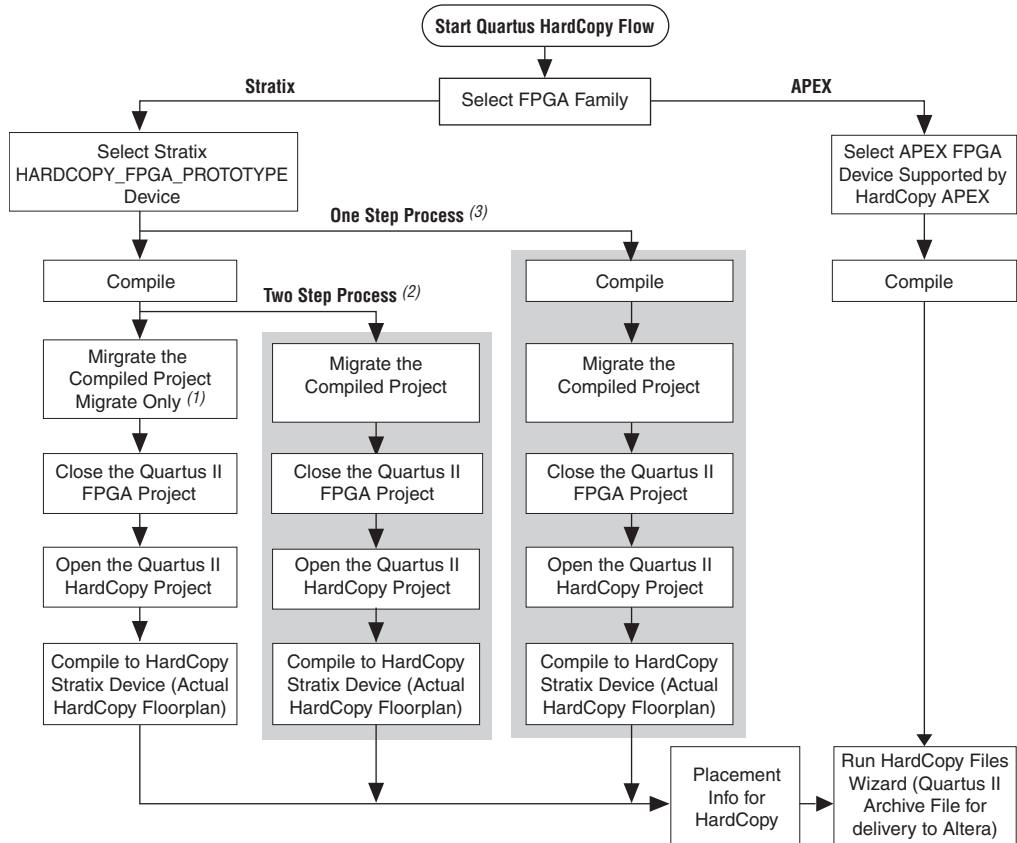 Start Quartus HardCopy Flow
Stratix
APEX
Select FPGA Family
Select Stratix
HARDCOPY_FPGA_PROTOTYPE
Device
Select APEX FPGA
Device Supported by
HardCopy APEX
One Step Process (3)
Compile
Compile
Compile
Two Step Process (2)
Mirgrate the
Compiled Project
Migrate Only (1)
Migrate the
Compiled Project
Migrate the
Compiled Project
Close the Quartus II
FPGA Project
Close the Quartus II
FPGA Project
Close the Quartus II
FPGA Project
Open the Quartus II
HardCopy Project
Open the Quartus II
HardCopy Project
Open the Quartus II
HardCopy Project
Compile to HardCopy
Stratix Device (Actual
HardCopy Floorplan)
Compile to HardCopy
Stratix Device (Actual
HardCopy Floorplan)
Compile to HardCopy
Stratix Device (Actual
HardCopy Floorplan)
Placement
Info for
HardCopy
Run HardCopy Files
Wizard (Quartus II
Archive File for
delivery to Altera)